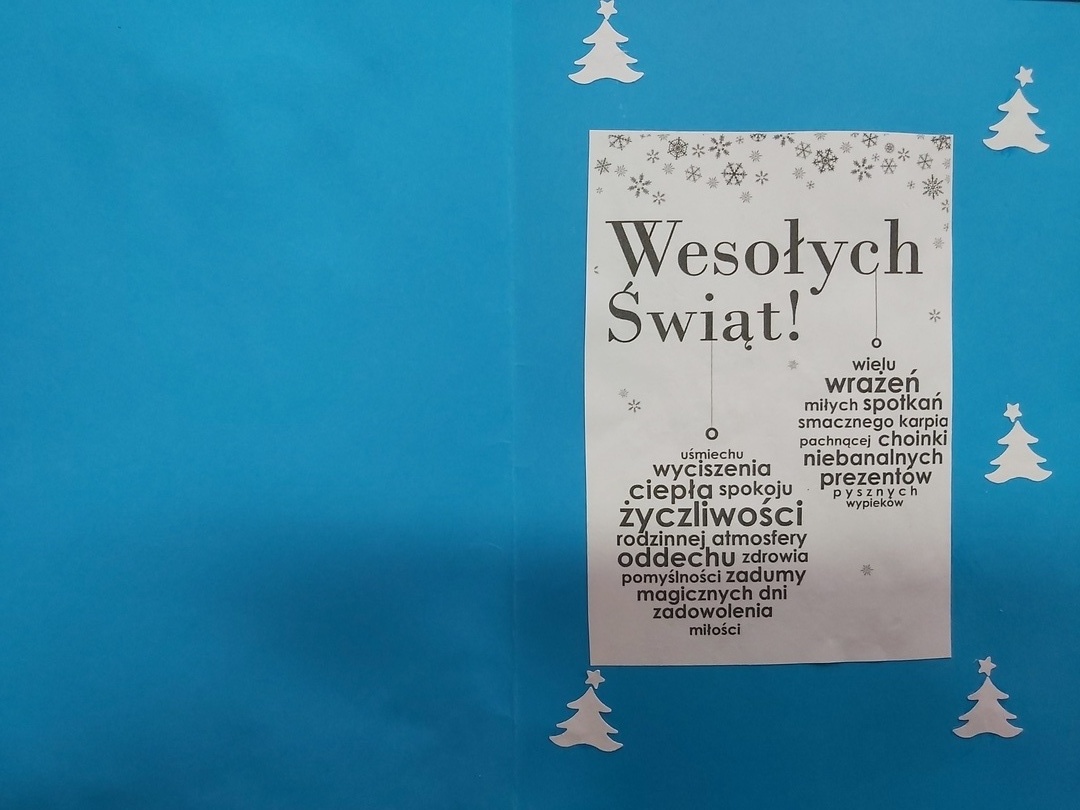 Wesołych
Świąt!
uśmiechu
wyciszenia
ciepła spokoju
życzliwości
rodzinnej atmosfery
oddechu zdrowia
pomyślności zadumy
magicznych dni
zadowolenia
miłości
wielu
wrażeń
miłych spotkań
smacznego karpia
pachnącej choinki
niebanalnych
prezentów
pysznych
wypieków